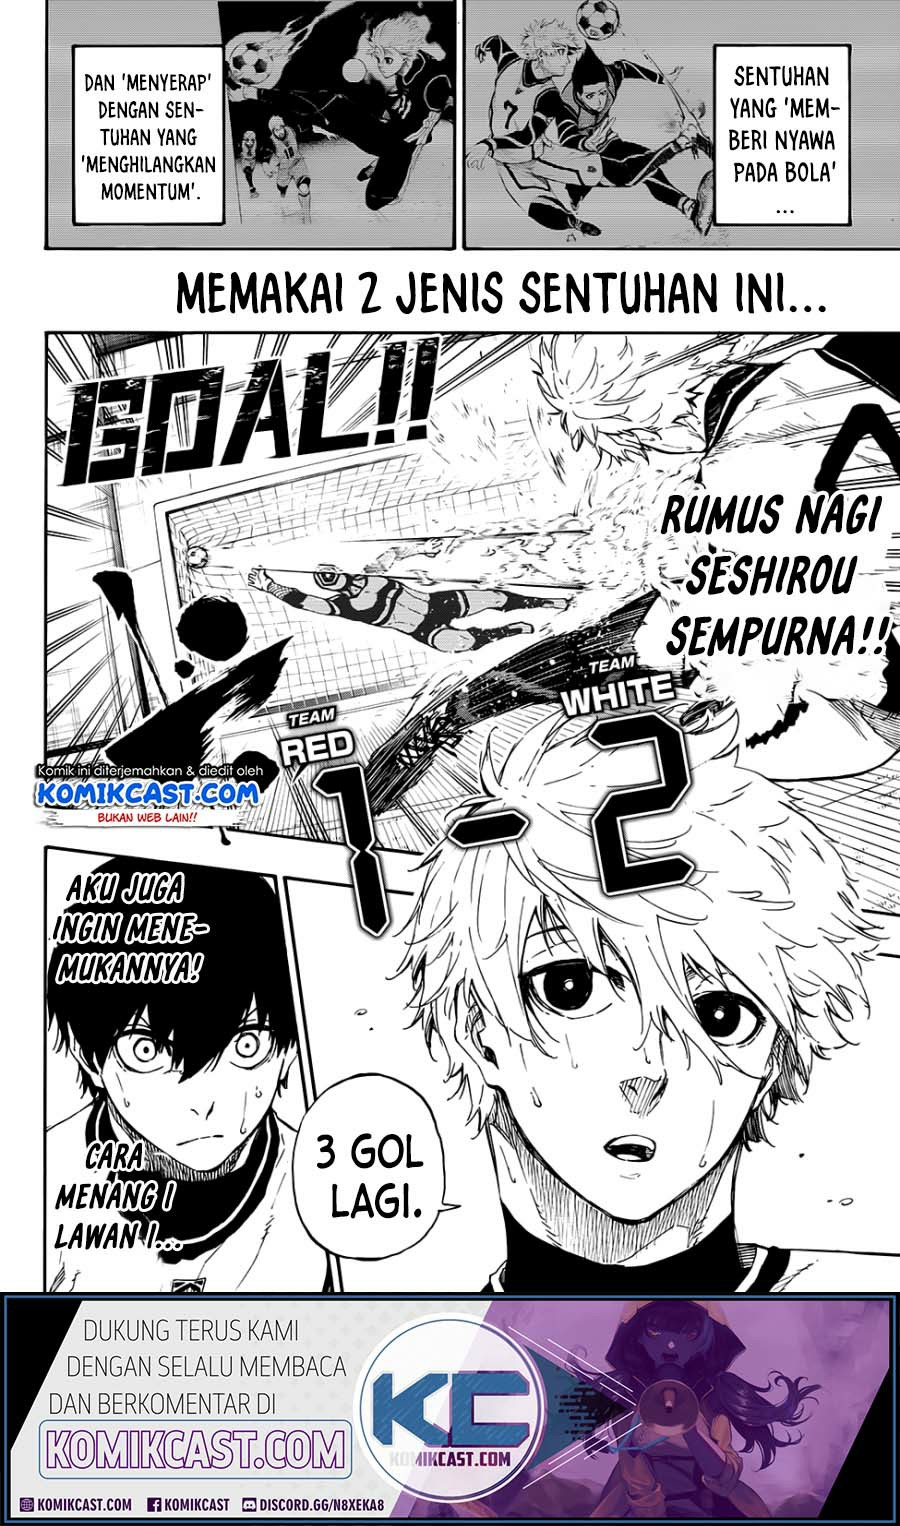 SENTUHAN
YANG 'MEM-
BERI NYAWA
PADA BOLA'
...
DAN 'MENYERAP'
DENGAN SEN-
TUHAN YANG
'MENGHILANGKAN
MOMENTUM'.
MEMAKAI 2 JENIS SENTUHAN INI...
GOAL!!
RUMUS NAGI
SESHIROU
SEMPURNA!!
TEAM
RED
TEAM
WHITE
1 - 2
Komik ini diterjemahkan & diedit oleh
KOMIKCAST.COM
BUKAN WEB LAIN!!
3 GOL
LAGI.
AKU JUGA
INGIN MENE-
MUKANNYA!
CARA
MENANG 1
LAWAN 1...
DUKUNG TERUS KAMI
DENGAN SELALU MEMBACA
DAN BERKOMENTAR DI
KOMIKCAST.COM
KC
KOMIKCAST.COM
KOMIKCAST.COM
KOMIKCAST
DISCORD.GG/N8XEKA8